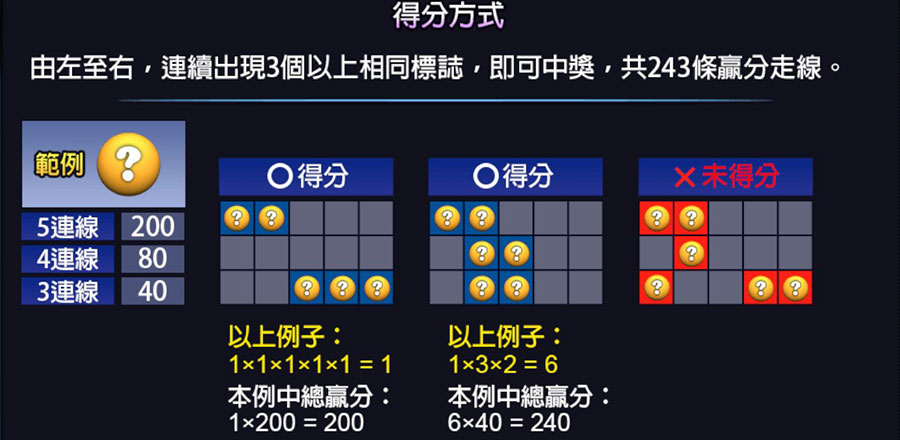 得分方式
由左至右，連續出現3個以上相同標誌，即可中獎，共243條贏分走線。
範例 ?
5連線 200
4連線 80
3連線 40
○得分
○得分
×未得分
以上例子：
1×1×1×1×1 = 1
本例中總贏分：
1×200 = 200
以上例子：
1×3×2 = 6
本例中總贏分：
6×40 = 240